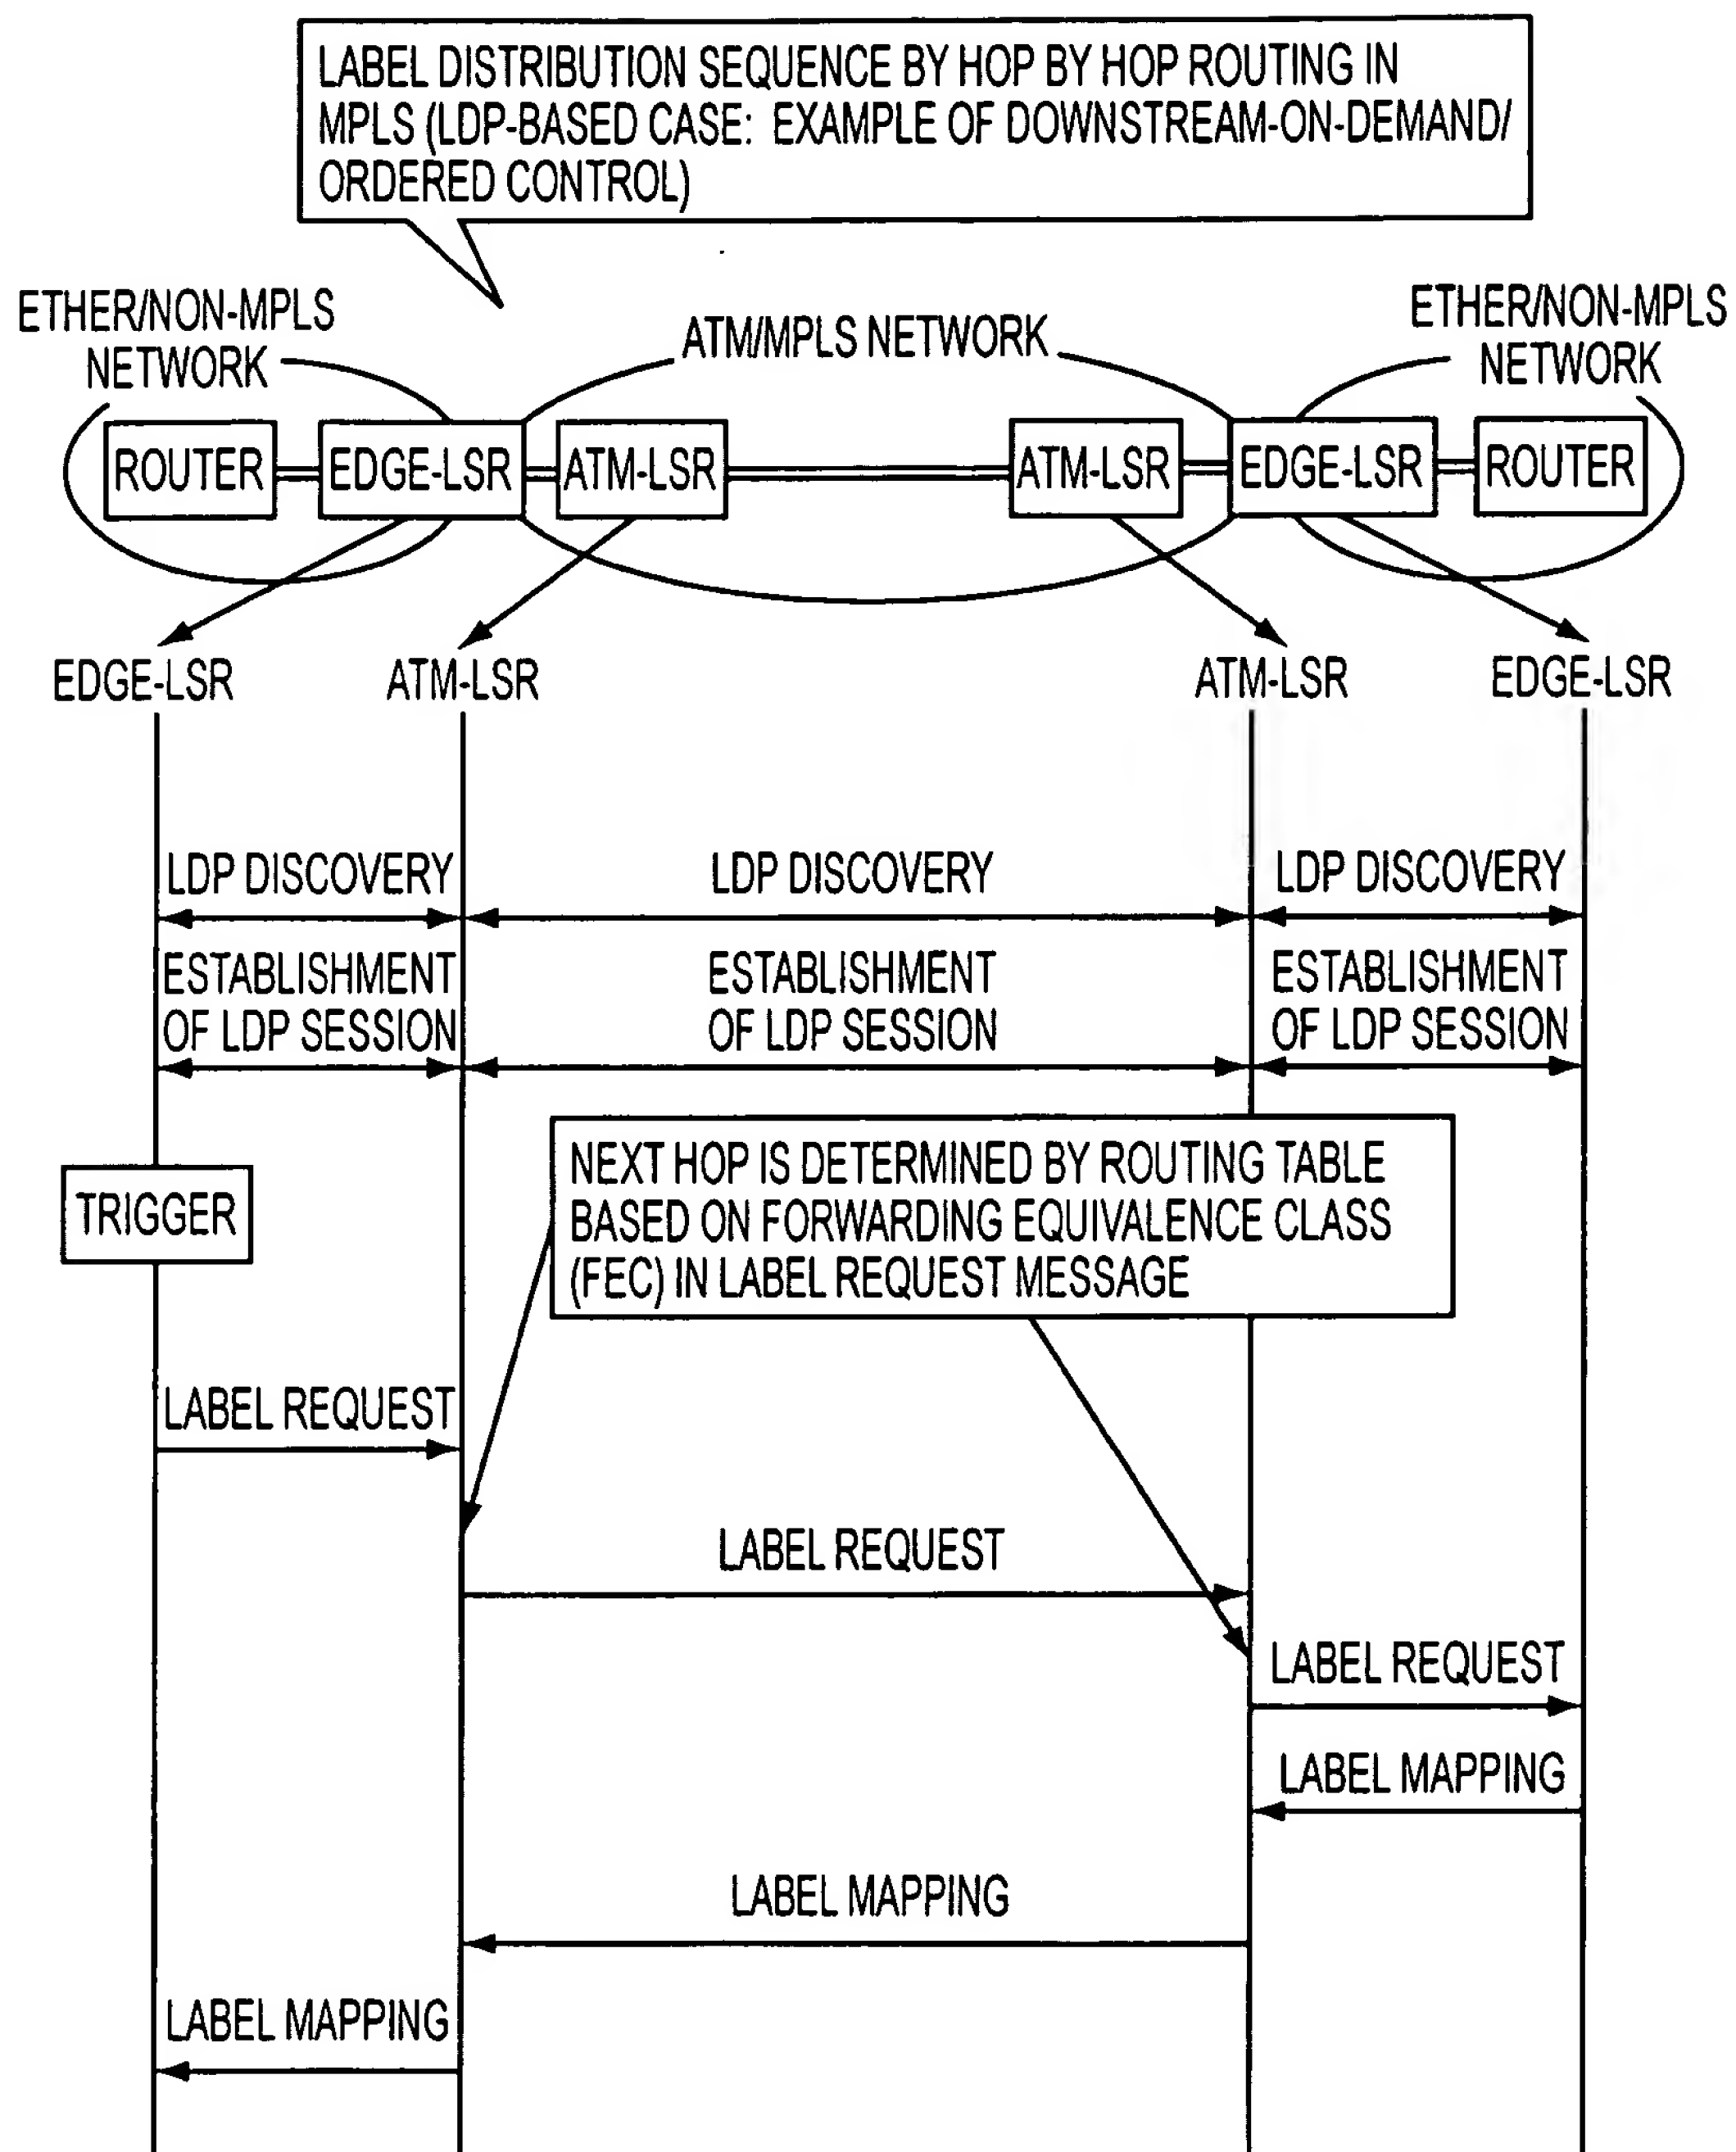 LABEL DISTRIBUTION SEQUENCE BY HOP BY HOP ROUTING IN
MPLS (LDP-BASED CASE: EXAMPLE OF DOWNSTREAM-ON-DEMAND/
ORDERED CONTROL)
ETHER/NON-MPLS
NETWORK
ATM/MPLS NETWORK
ETHER/NON-MPLS
NETWORK
ROUTER
EDGE-LSR
ATM-LSR
ATM-LSR
EDGE-LSR
ROUTER
EDGE-LSR
ATM-LSR
ATM-LSR
EDGE-LSR
LDP DISCOVERY
LDP DISCOVERY
LDP DISCOVERY
ESTABLISHMENT
OF LDP SESSION
ESTABLISHMENT
OF LDP SESSION
ESTABLISHMENT
OF LDP SESSION
TRIGGER
NEXT HOP IS DETERMINED BY ROUTING TABLE
BASED ON FORWARDING EQUIVALENCE CLASS
(FEC) IN LABEL REQUEST MESSAGE
LABEL REQUEST
LABEL REQUEST
LABEL REQUEST
LABEL MAPPING
LABEL MAPPING
LABEL MAPPING